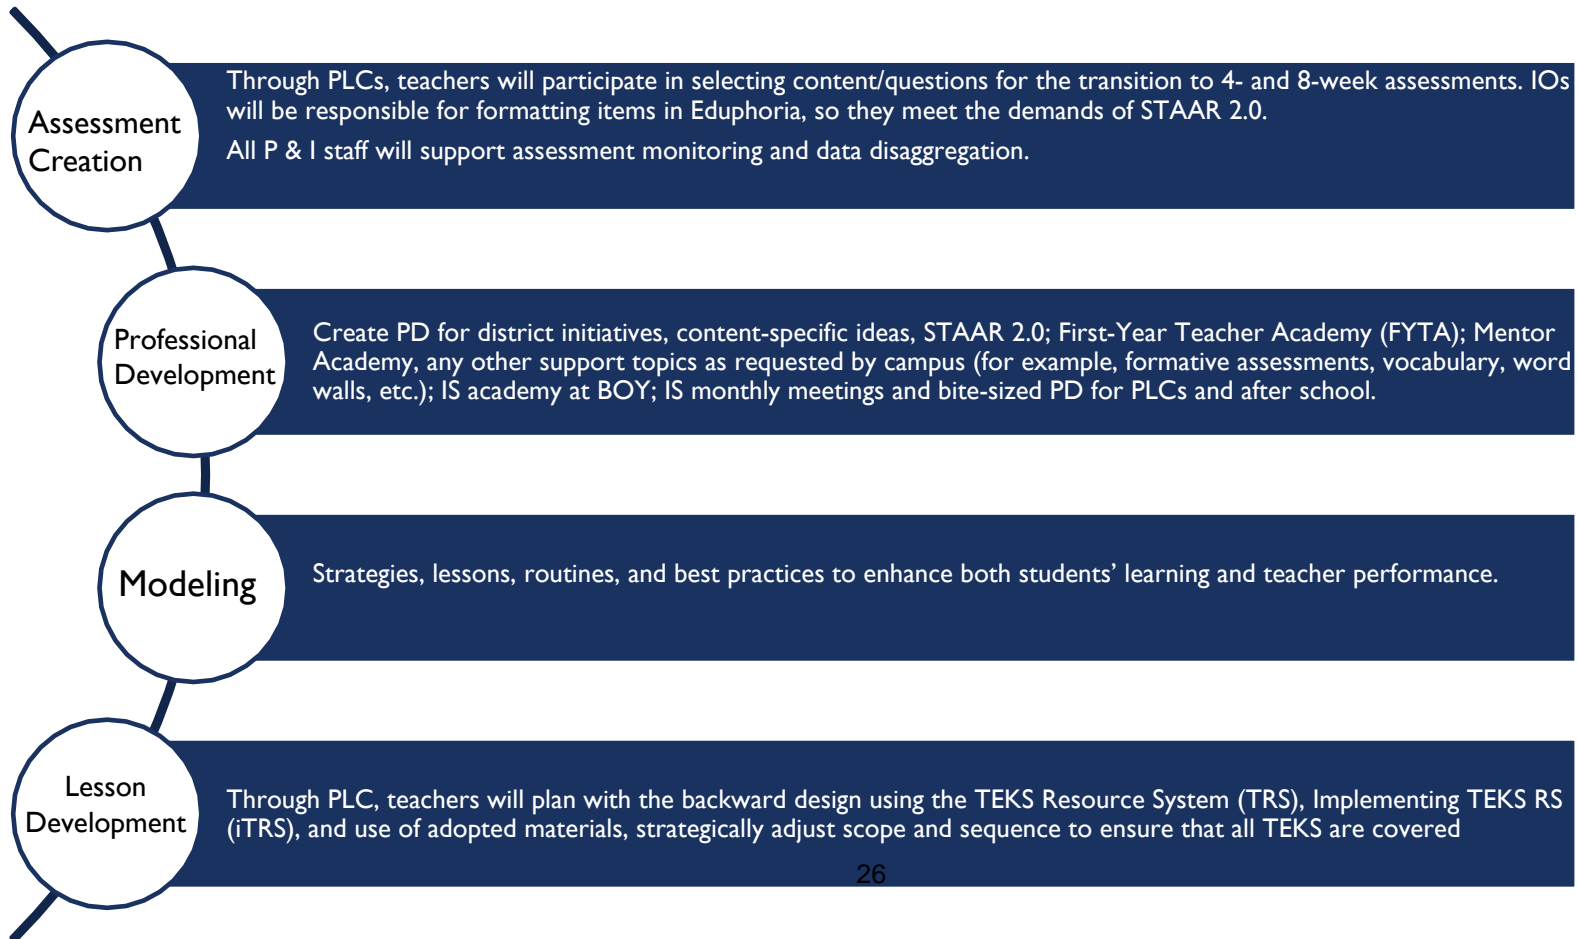 Assessment
Creation
Through PLCs, teachers will participate in selecting content/questions for the transition to 4- and 8-week assessments. IOs
will be responsible for formatting items in Eduphoria, so they meet the demands of STAAR 2.0.
All P & I staff will support assessment monitoring and data disaggregation.
Professional
Development
Create PD for district initiatives, content-specific ideas, STAAR 2.0; First-Year Teacher Academy (FYTA); Mentor
Academy, any other support topics as requested by campus (for example, formative assessments, vocabulary, word
walls, etc.); IS academy at BOY; IS monthly meetings and bite-sized PD for PLCs and after school.
Modeling
Strategies, lessons, routines, and best practices to enhance both students’ learning and teacher performance.
Lesson
Development
Through PLC, teachers will plan with the backward design using the TEKS Resource System (TRS), Implementing TEKS RS
(iTRS), and use of adopted materials, strategically adjust scope and sequence to ensure that all TEKS are covered
26